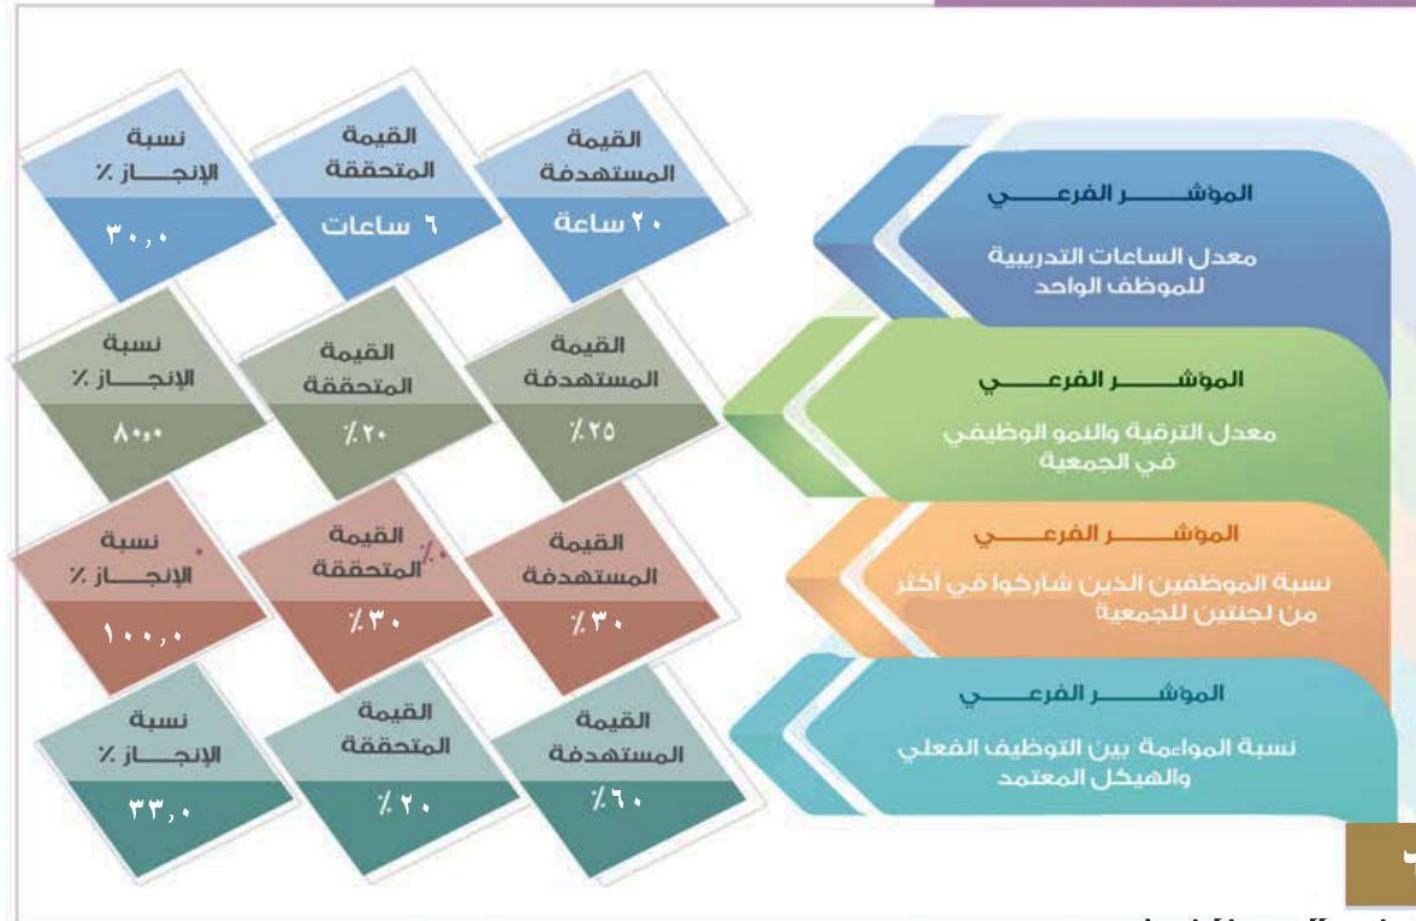 المؤشر الفرعي
معدل الساعات التدريبية
للموظف الواحد
القيمة
المستهدفة
٢٠ ساعة
القيمة
المتحققة
٦ ساعات
نسبة
الإنجاز ٪
٣٠,٠
المؤشر الفرعي
معدل الترقية والنمو الوظيفي
في الجمعية
القيمة
المستهدفة
٪٢٥
القيمة
المتحققة
٪٢٠
نسبة
الإنجاز ٪
٨٠,٠
المؤشر الفرعي
نسبة الموظفين الذين شاركوا في أكثر
من لجنتين للجمعية
القيمة
المستهدفة
٪٣٠
القيمة
المتحققة
٪٣٠
نسبة
الإنجاز ٪
١٠٠,٠
المؤشر الفرعي
نسبة المواءمة بين التوظيف الفعلي
والهيكل المعتمد
القيمة
المستهدفة
٪٦٠
القيمة
المتحققة
٪٢٠
نسبة
الإنجاز ٪
٣٣,٠